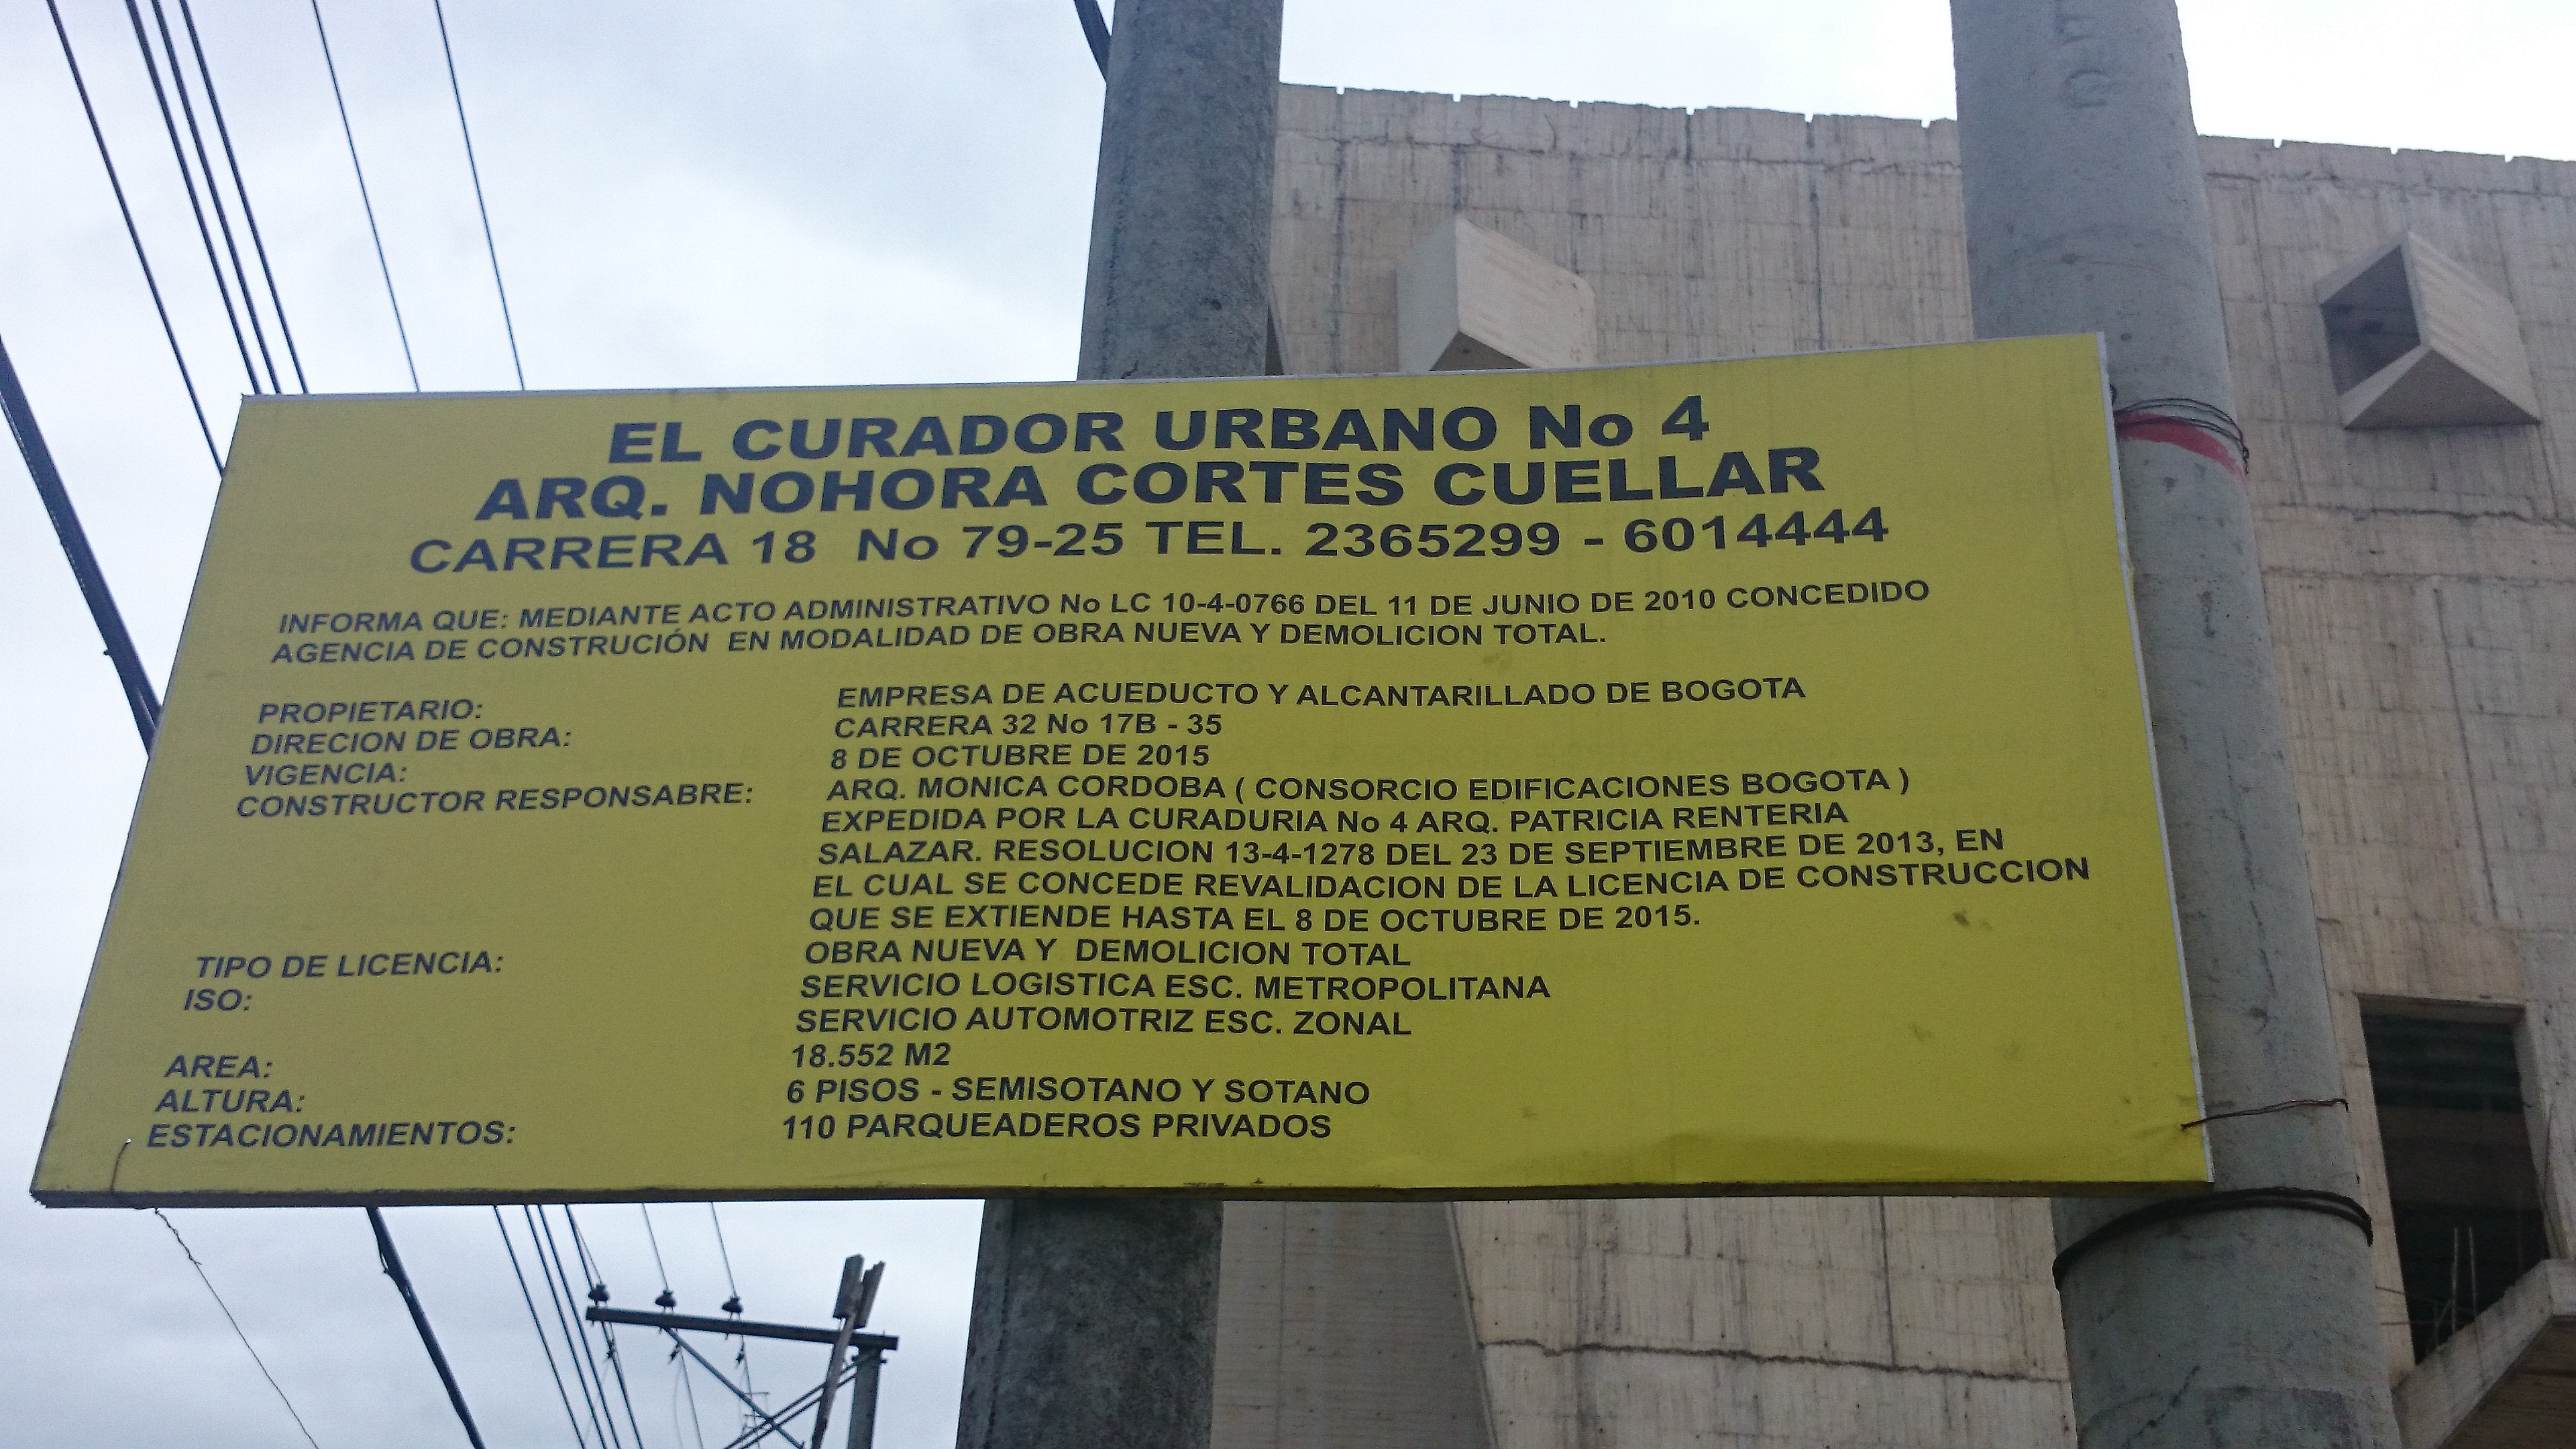 EL CURADOR URBANO No 4
ARQ. NOHORA CORTES CUELLAR
CARRERA 18 No 79-25 TEL. 2365299 - 6014444
INFORMA QUE: MEDIANTE ACTO ADMINISTRATIVO No LC 10-4-0766 DEL 11 DE JUNIO DE 2010 CONCEDIDO
AGENCIA DE CONSTRUCIÓN EN MODALIDAD DE OBRA NUEVA Y DEMOLICION TOTAL.
PROPIETARIO: EMPRESA DE ACUEDUCTO Y ALCANTARILLADO DE BOGOTA
DIRECION DE OBRA: CARRERA 32 No 17B - 35
VIGENCIA: 8 DE OCTUBRE DE 2015
CONSTRUCTOR RESPONSABRE: ARQ. MONICA CORDOBA ( CONSORCIO EDIFICACIONES BOGOTA )
EXPEDIDA POR LA CURADURIA No 4 ARQ. PATRICIA RENTERIA
SALAZAR. RESOLUCION 13-4-1278 DEL 23 DE SEPTIEMBRE DE 2013, EN
EL CUAL SE CONCEDE REVALIDACION DE LA LICENCIA DE CONSTRUCCION
QUE SE EXTIENDE HASTA EL 8 DE OCTUBRE DE 2015.
TIPO DE LICENCIA: OBRA NUEVA Y DEMOLICION TOTAL
ISO: SERVICIO LOGISTICA ESC. METROPOLITANA
SERVICIO AUTOMOTRIZ ESC. ZONAL
AREA: 18.552 M2
ALTURA: 6 PISOS - SEMISOTANO Y SOTANO
ESTACIONAMIENTOS: 110 PARQUEADEROS PRIVADOS